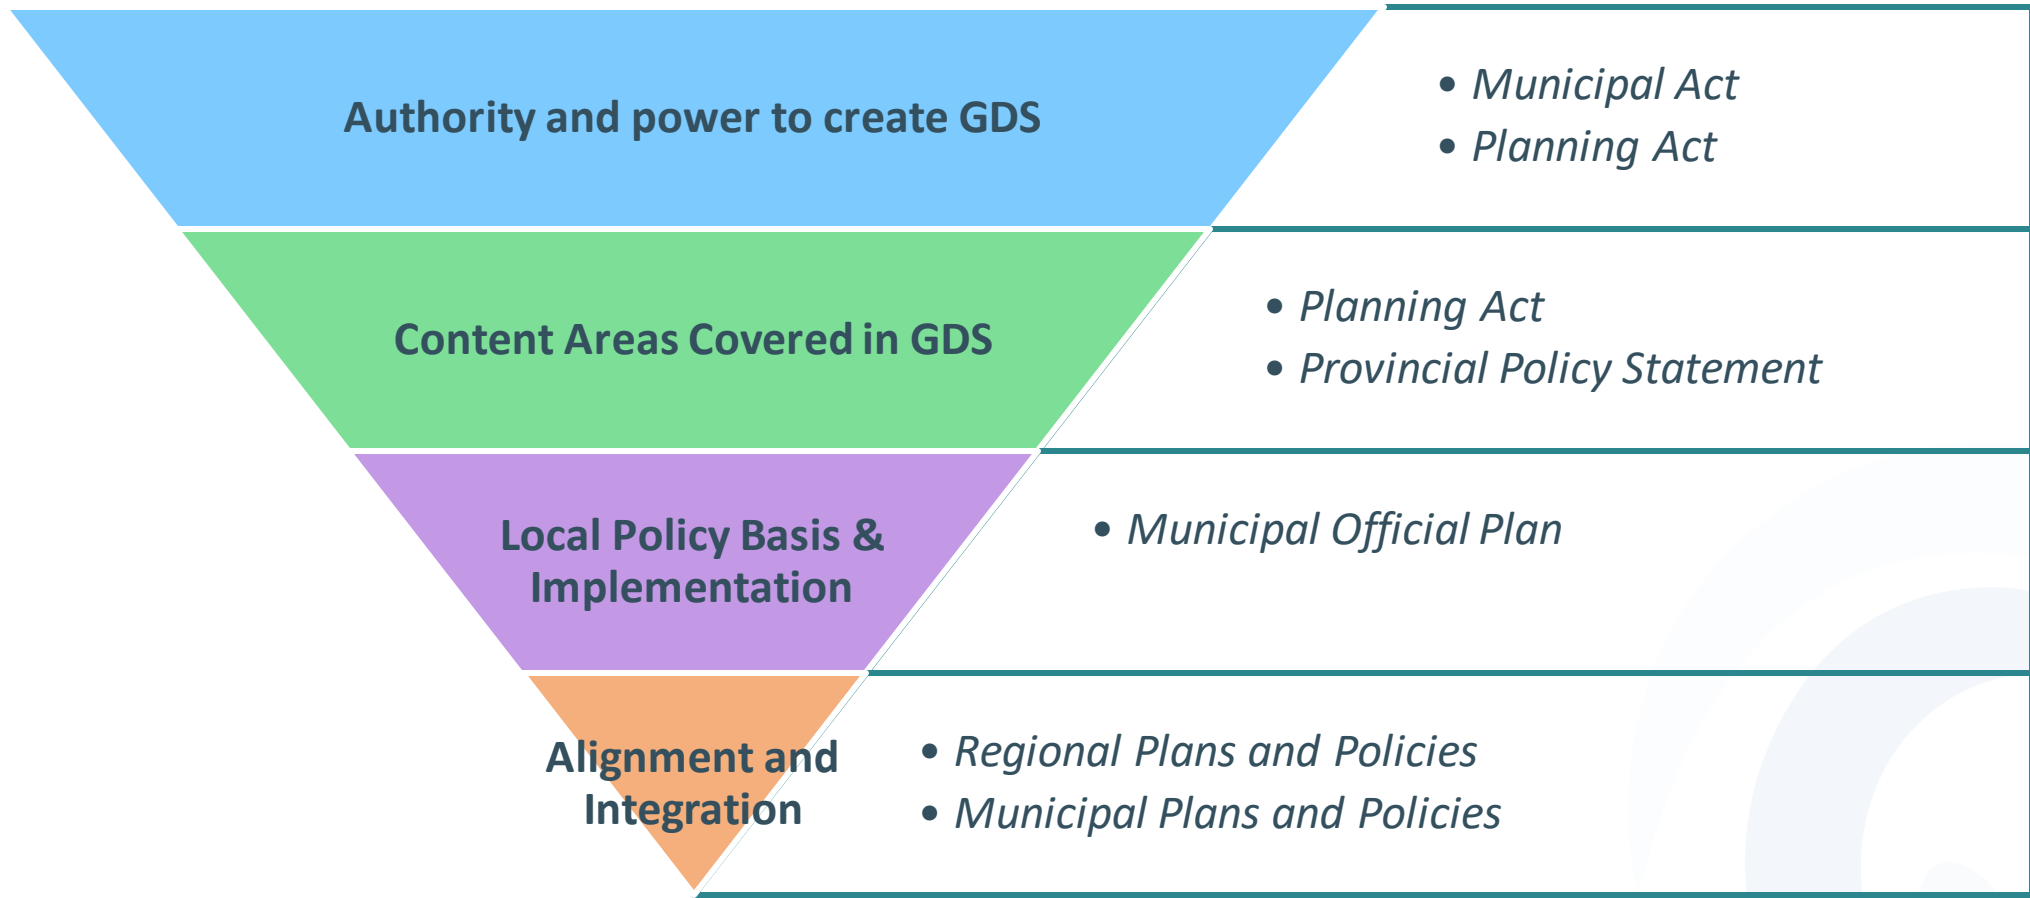 Authority and power to create GDS
• Municipal Act
• Planning Act
Content Areas Covered in GDS
• Planning Act
• Provincial Policy Statement
Local Policy Basis &
Implementation
• Municipal Official Plan
Alignment and
Integration
• Regional Plans and Policies
• Municipal Plans and Policies